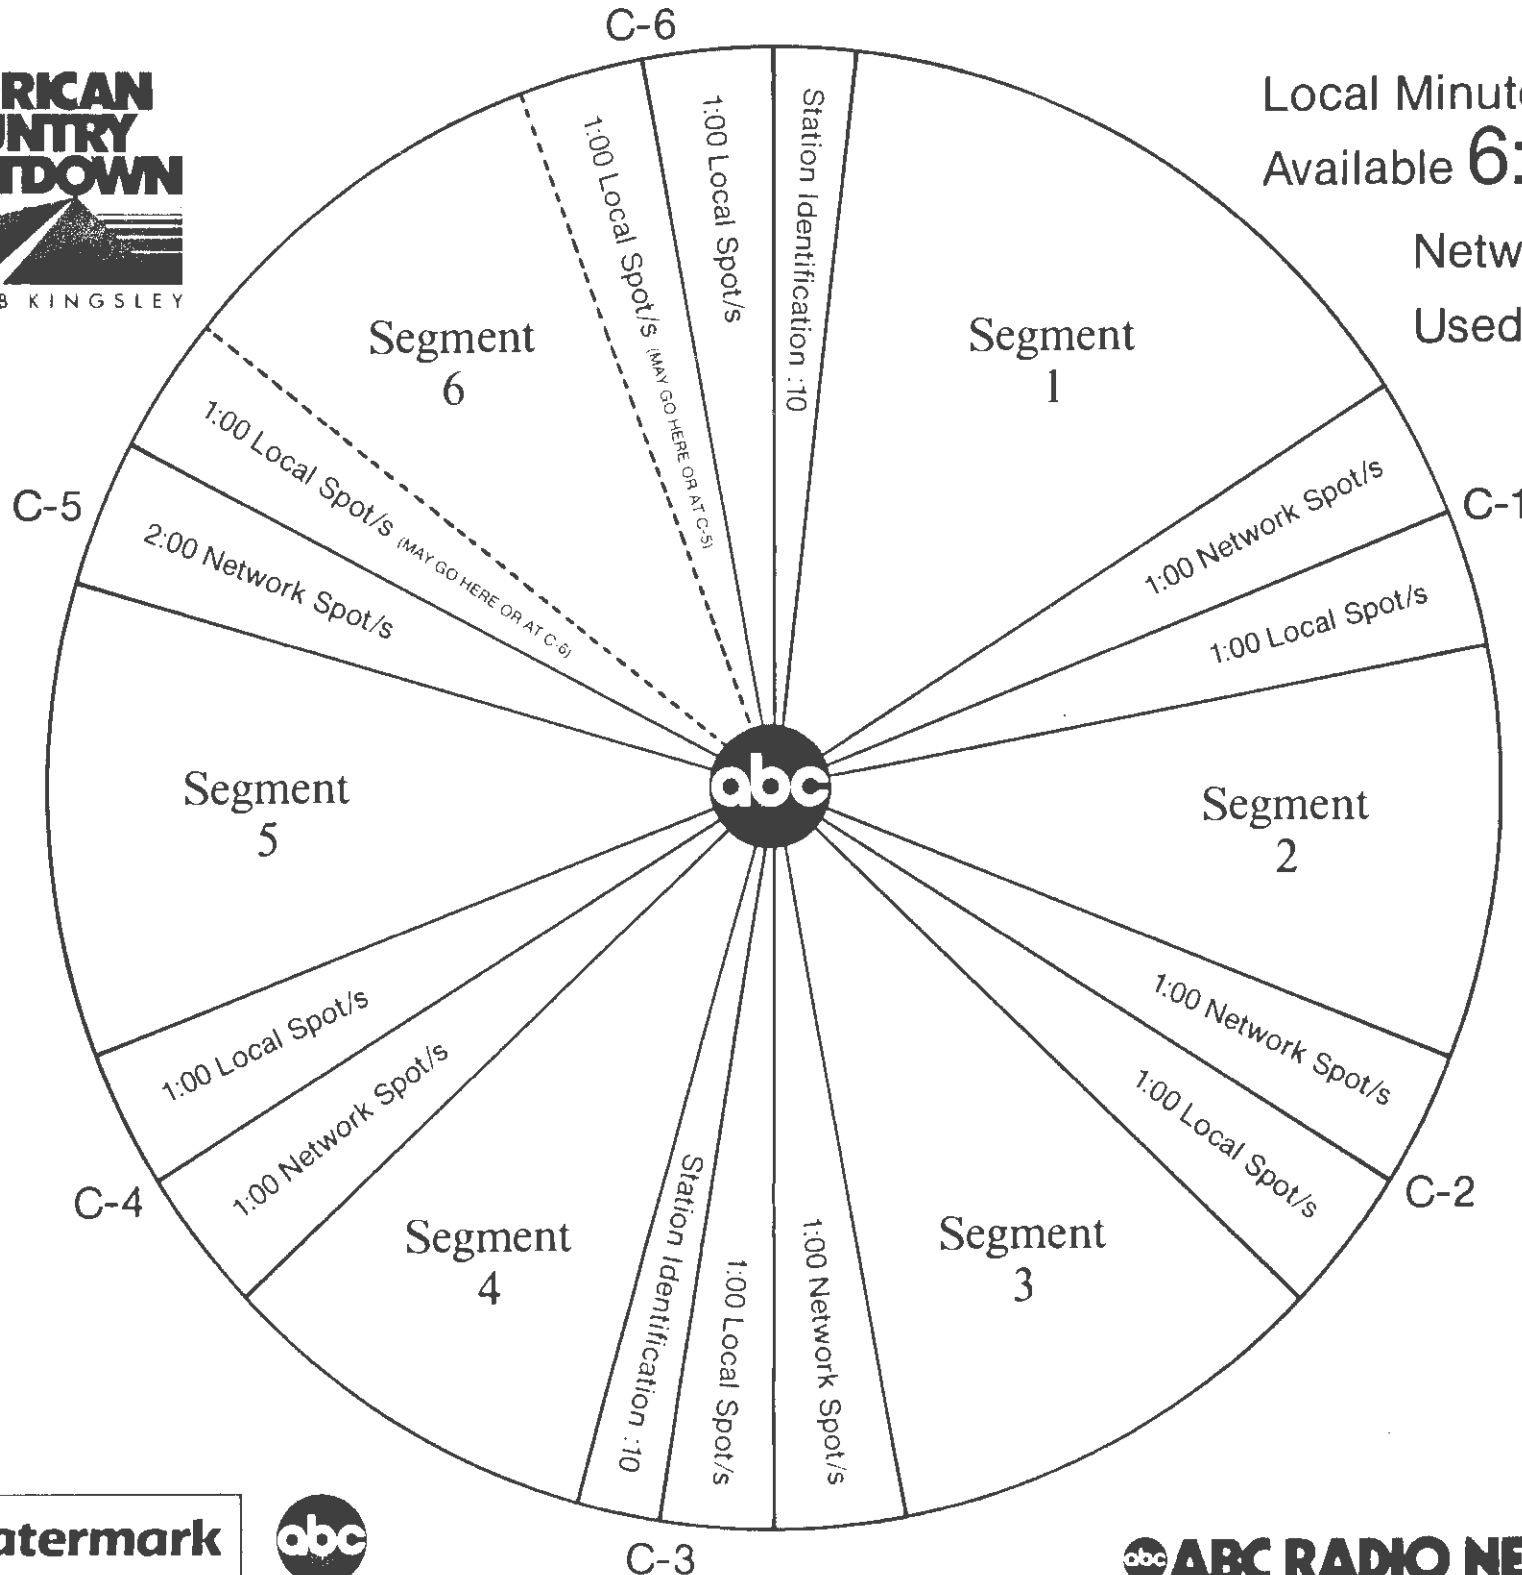 C-6
RICAN
NTRY
TDOWN
B KINGSLEY
Local Minut
Available 6:
Netw
Used
Station Identification :10
Segment
1
1:00 Network Spot/s
C-1
1:00 Local Spot/s
Segment
2
1:00 Network Spot/s
C-2
1:00 Local Spot/s
Segment
3
1:00 Network Spot/s
C-3
1:00 Local Spot/s
Station Identification :10
Segment
4
1:00 Network Spot/s
C-4
1:00 Local Spot/s
Segment
5
2:00 Network Spot/s
C-5
1:00 Local Spot/s (MAY GO HERE OR AT C-6)
Segment
6
1:00 Local Spot/s (MAY GO HERE OR AT C-5)
1:00 Local Spot/s
abc
atermark
abc
abc ABC RADIO NE